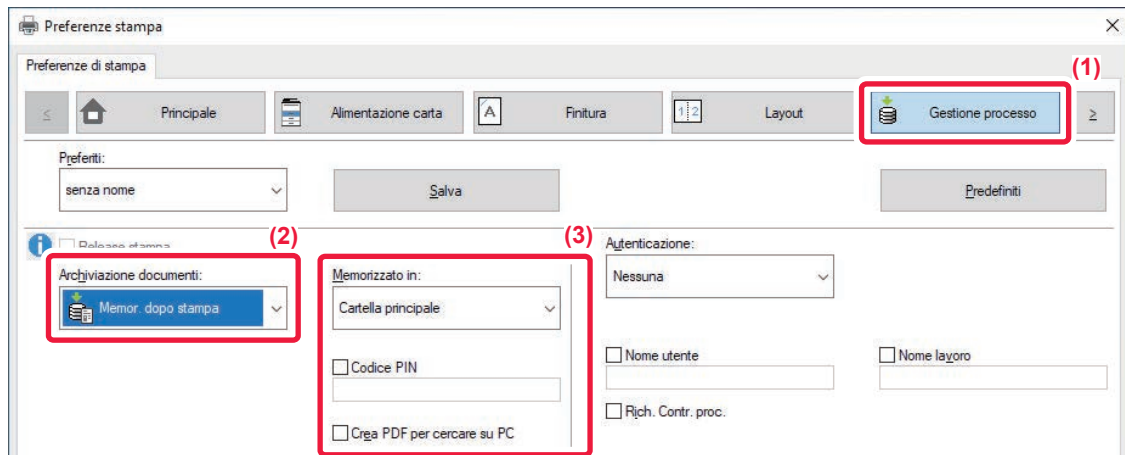 Preferenze stampa
Preferenze di stampa
(1)
≤
Principale
Alimentazione carta
A
Finitura
1 2
Layout
Gestione processo
≥
Preferiti:
senza nome
Salva
Predefiniti
(2)
(3)
i
Release stampa
Autenticazione:
Archiviazione documenti:
Memorizzato in:
Nessuna
Memor. dopo stampa
Cartella principale
Codice PIN
Nome utente
Nome lavoro
Rich. Contr. proc.
Crea PDF per cercare su PC